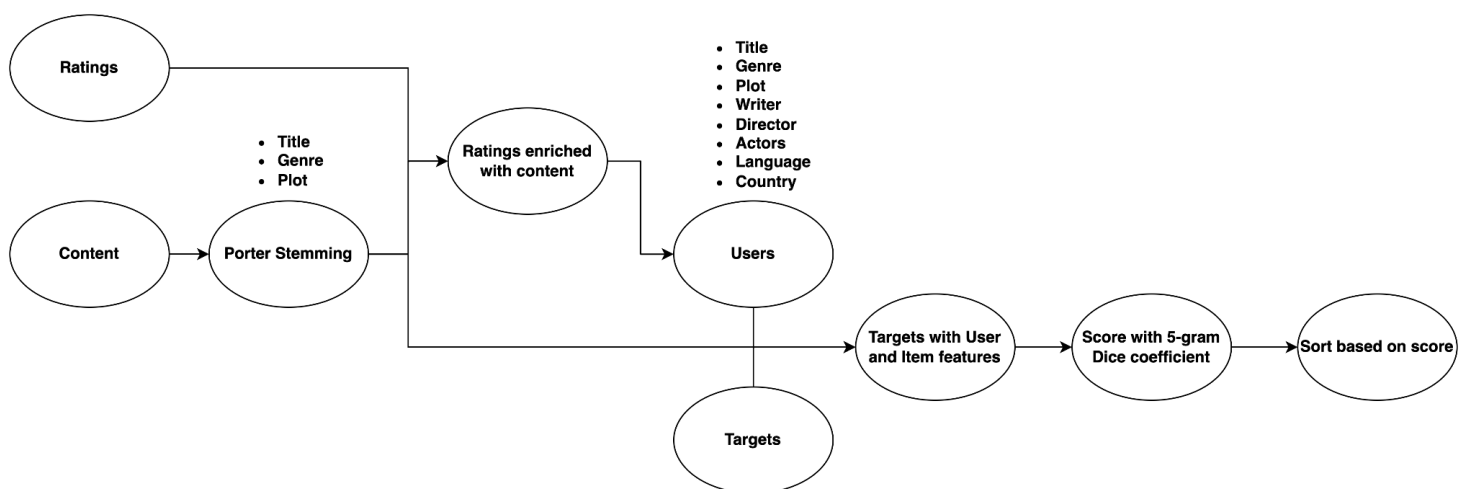 Ratings
• Title
• Genre
• Plot
Content
Porter Stemming
Ratings enriched
with content
• Title
• Genre
• Plot
• Writer
• Director
• Actors
• Language
• Country
Users
Targets
Targets with User
and Item features
Score with 5-gram
Dice coefficient
Sort based on score